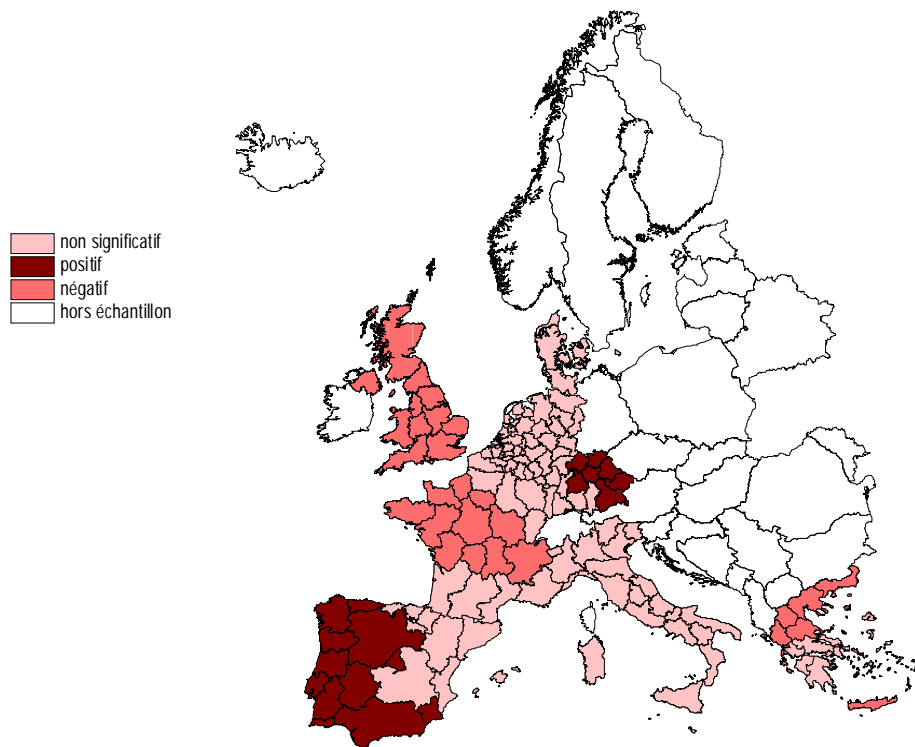 non significatif
positif
négatif
hors échantillon